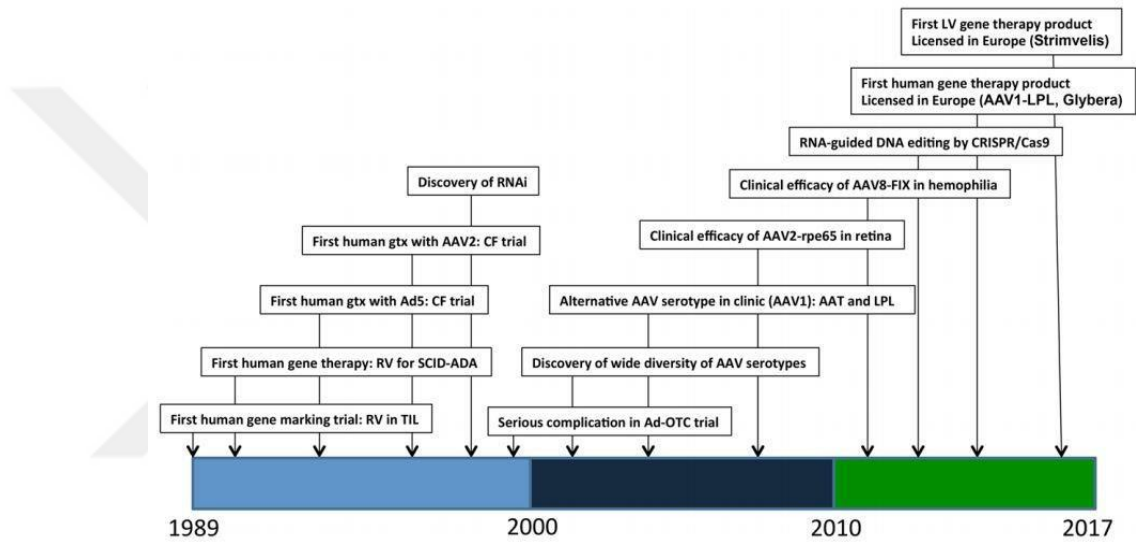 First LV gene therapy product
Licensed in Europe (Strimvelis)
First human gene therapy product
Licensed in Europe (AAV1-LPL, Glybera)
RNA-guided DNA editing by CRISPR/Cas9
Discovery of RNAi
Clinical efficacy of AAV8-FIX in hemophilia
First human gtx with AAV2: CF trial
Clinical efficacy of AAV2-rpe65 in retina
First human gtx with Ad5: CF trial
Alternative AAV serotype in clinic (AAV1): AAT and LPL
First human gene therapy: RV for SCID-ADA
Discovery of wide diversity of AAV serotypes
First human gene marking trial: RV in TIL
Serious complication in Ad-OTC trial
1989
2000
2010
2017